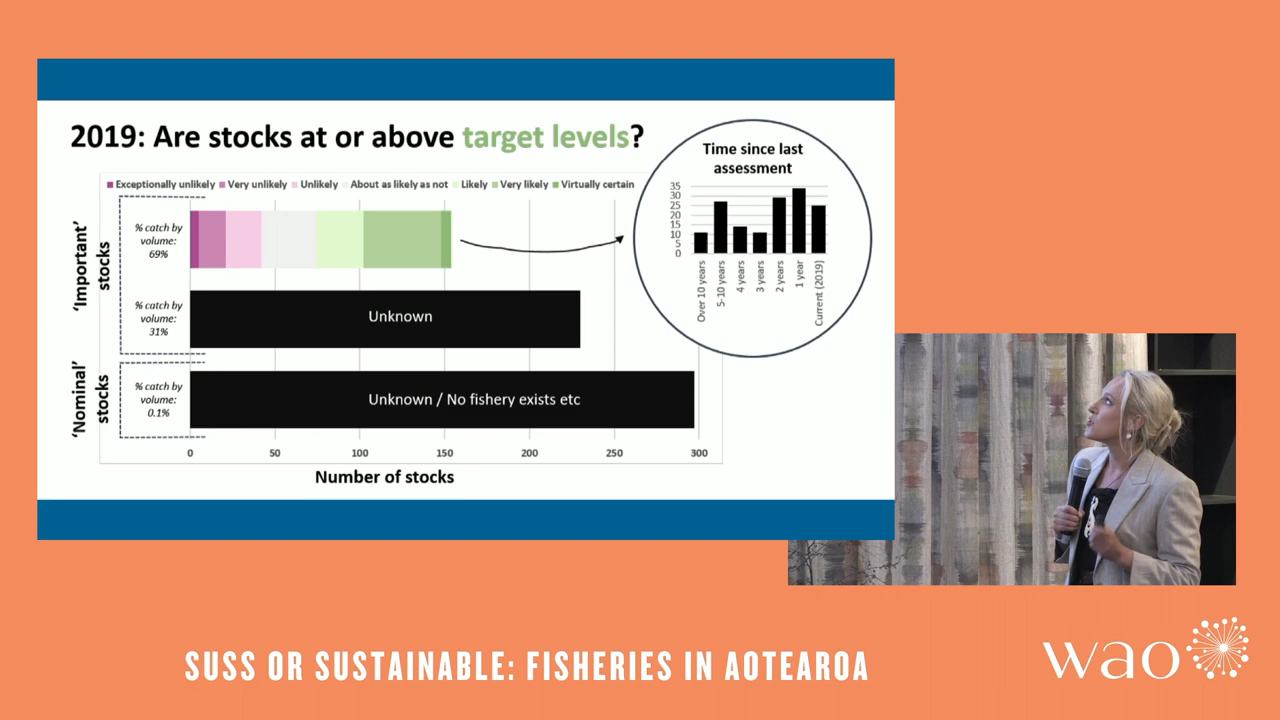 2019: Are stocks at or above target levels?
Exceptionally unlikely Very unlikely Unlikely About as likely as not Likely Very likely Virtually certain
'Important'
stocks
% catch by
volume:
69%
% catch by
volume:
31%
Unknown
'Nominal'
stocks
% catch by
volume:
0.1%
Unknown / No fishery exists etc
0 50 100 150 200 250 300
Number of stocks
Time since last
assessment
35
30
25
20
15
10
5
0
Over 10 years
5-10 years
4 years
3 years
2 years
1 year
Current (2019)
SUSS OR SUSTAINABLE: FISHERIES IN AOTEAROA
wao